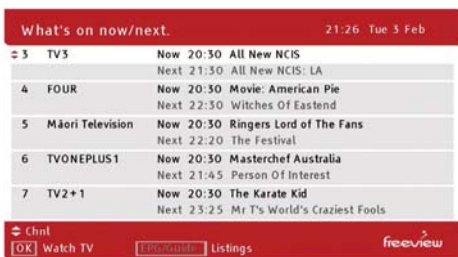 What's on now/next. 21:26 Tue 3 Feb
3 TV3 Now 20:30 All New NCIS
Next 21:30 All New NCIS: LA
4 FOUR Now 20:30 Movie: American Pie
Next 22:30 Witches Of Eastend
5 Māori Television Now 20:30 Ringers Lord of The Fans
Next 22:20 The Festival
6 TVONEPLUS1 Now 20:30 Masterchef Australia
Next 21:45 Person Of Interest
7 TV2+1 Now 20:30 The Karate Kid
Next 23:25 Mr T's World's Craziest Fools
Chnl
OK Watch TV EPG/Guide Listings
freeview